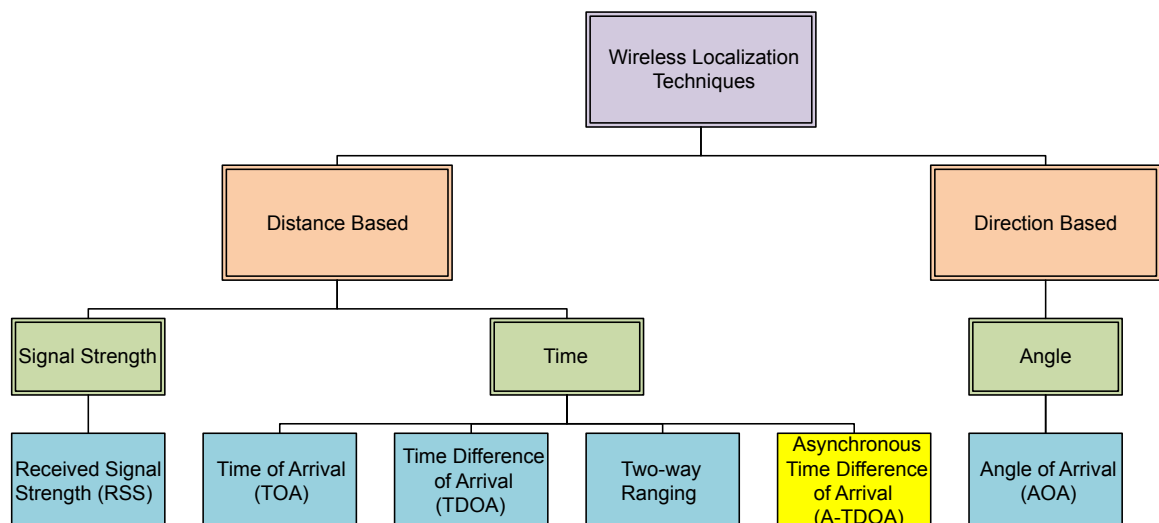 Wireless Localization
Techniques
Distance Based
Direction Based
Signal Strength
Time
Angle
Received Signal
Strength (RSS)
Time of Arrival
(TOA)
Time Difference
of Arrival
(TDOA)
Two-way
Ranging
Asynchronous
Time Difference
of Arrival
(A-TDOA)
Angle of Arrival
(AOA)